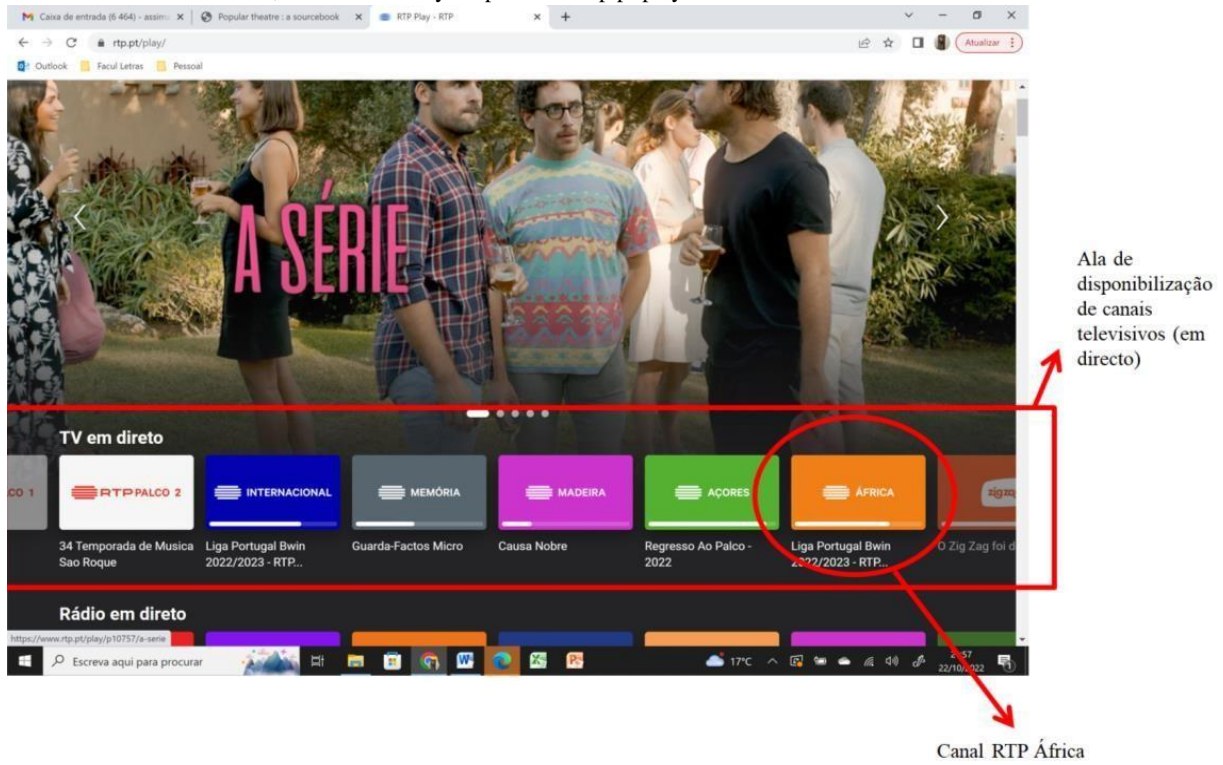 Caixa de entrada (6 464) - assim
Popular theatre : a sourcebook
RTP Play - RTP
rtp.pt/play/
Atualizar
Outlook
Facul Letras
Pessoal
A SÉRIE
Ala de
disponibilização
de canais
televisivos (em
directo)
TV em direto
CO 1
RTP PALCO 2
INTERNACIONAL
MEMÓRIA
MADEIRA
AÇORES
ÁFRICA
34 Temporada de Musica
Sao Roque
Liga Portugal Bwin
2022/2023 - RTP...
Guarda-Factos Micro
Causa Nobre
Regresso Ao Palco -
2022
Liga Portugal Bwin
2022/2023 - RTP...
O Zig Zag foi d
Rádio em direto
https://www.rtp.pt/play/p10757/a-serie
Escreva aqui para procurar
17°C
22/10/2022
Canal RTP África